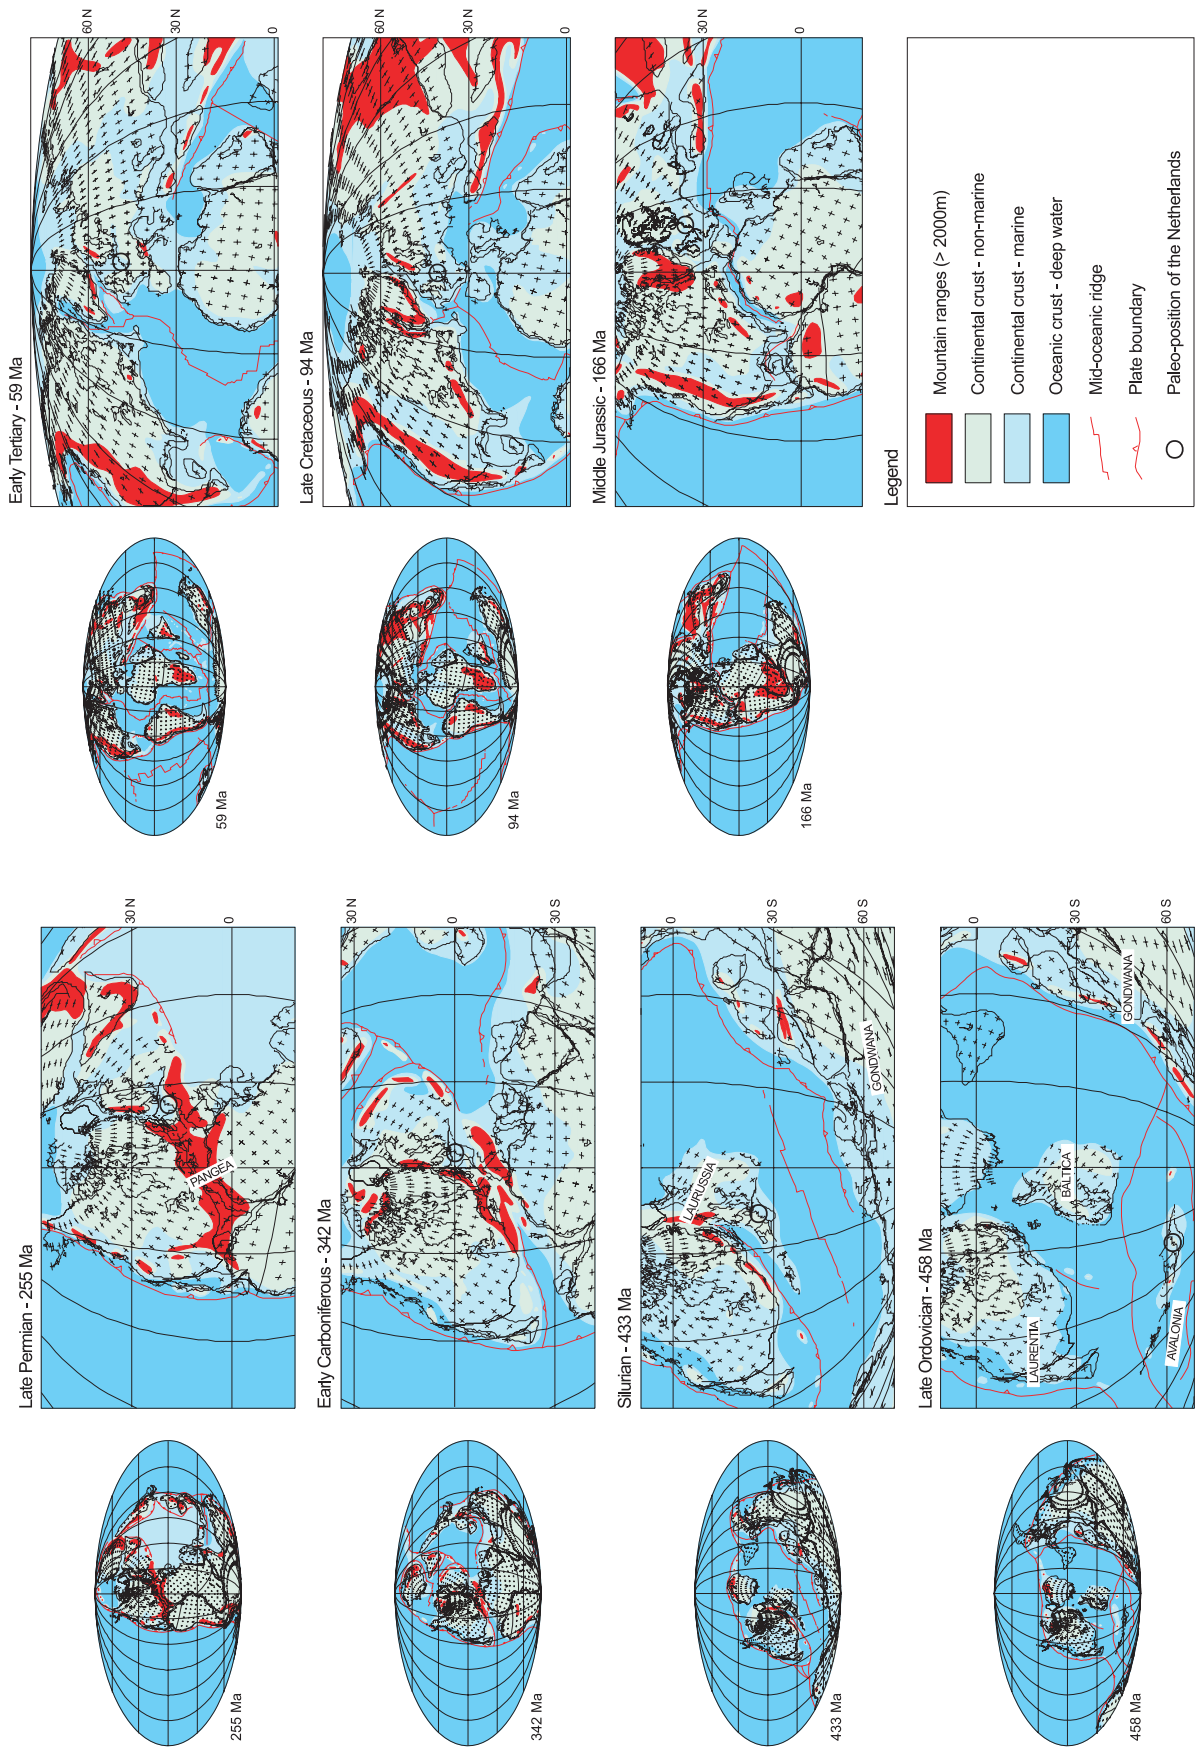 Late Permian - 255 Ma
30 N
0
PANGEA
255 Ma
Early Carboniferous - 342 Ma
30 N
0
30 S
342 Ma
Silurian - 433 Ma
0
30 S
60 S
LAURUSSIA
GONDWANA
433 Ma
Late Ordovician - 458 Ma
0
30 S
60 S
GONDWANA
BALTICA
LAURENTIA
AVALONIA
458 Ma
Early Tertiary - 59 Ma
60 N
30 N
0
59 Ma
Late Cretaceous - 94 Ma
60 N
30 N
0
94 Ma
Middle Jurassic - 166 Ma
30 N
0
166 Ma
Legend
Mountain ranges (> 2000m)
Continental crust - non-marine
Continental crust - marine
Oceanic crust - deep water
Mid-oceanic ridge
Plate boundary
Paleo-position of the Netherlands